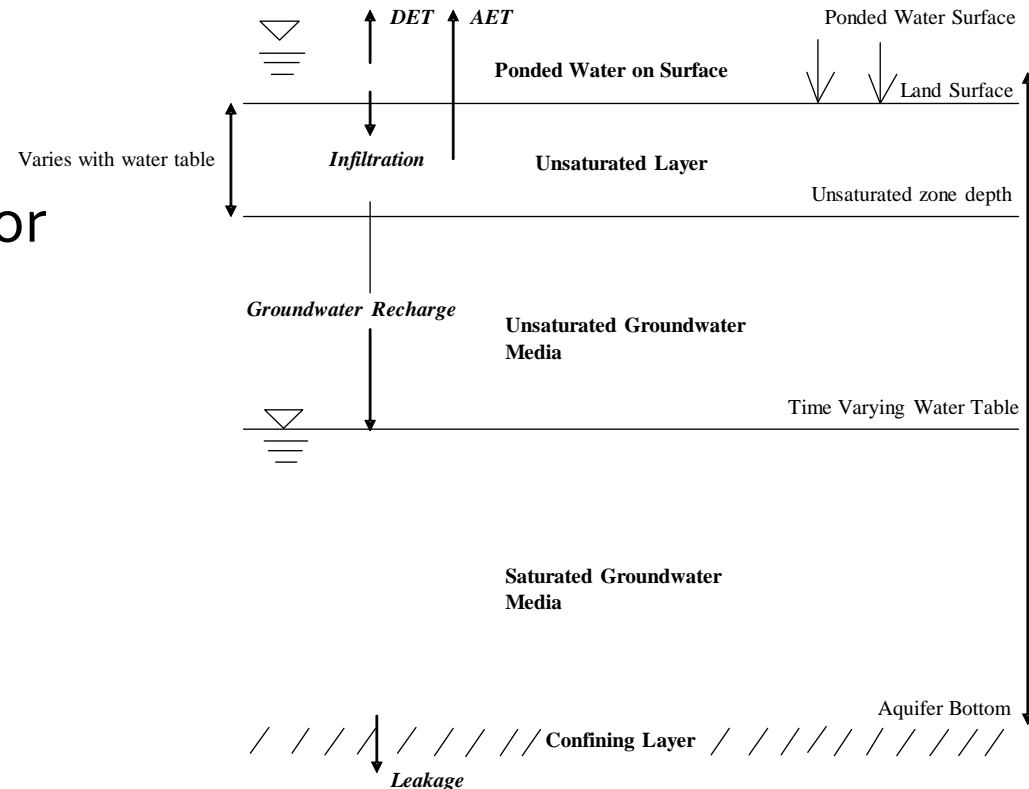 DET AET
Ponded Water Surface
Ponded Water on Surface
Land Surface
Varies with water table
Infiltration
Unsaturated Layer
Unsaturated zone depth
or
Groundwater Recharge
Unsaturated Groundwater
Media
Time Varying Water Table
Saturated Groundwater
Media
Aquifer Bottom
Confining Layer
Leakage